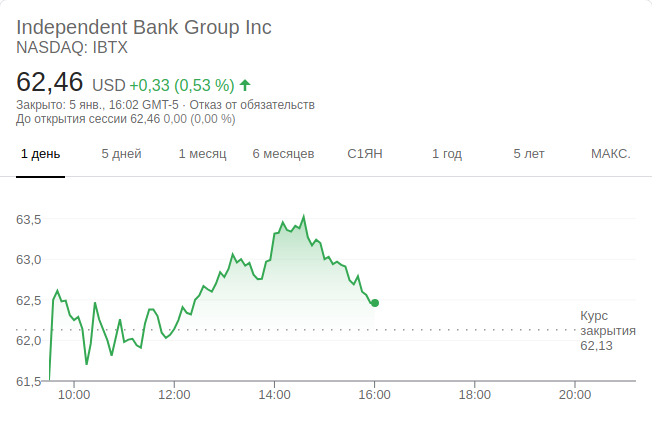 Independent Bank Group Inc
NASDAQ: IBTX
62,46 USD +0,33 (0,53 %)
Закрыто: 5 янв., 16:02 GMT-5 · Отказ от обязательств
До открытия сессии 62,46 0,00 (0,00 %)
1 день 5 дней 1 месяц 6 месяцев С1ЯН 1 год 5 лет МАКС.
63,5
63,0
62,5
Курс
закрытия
62,13
62,0
61,5
10:00 12:00 14:00 16:00 18:00 20:00